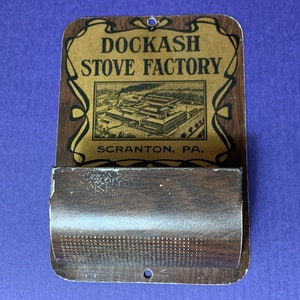 DOCKASH
STOVE FACTORY
SCRANTON, PA.